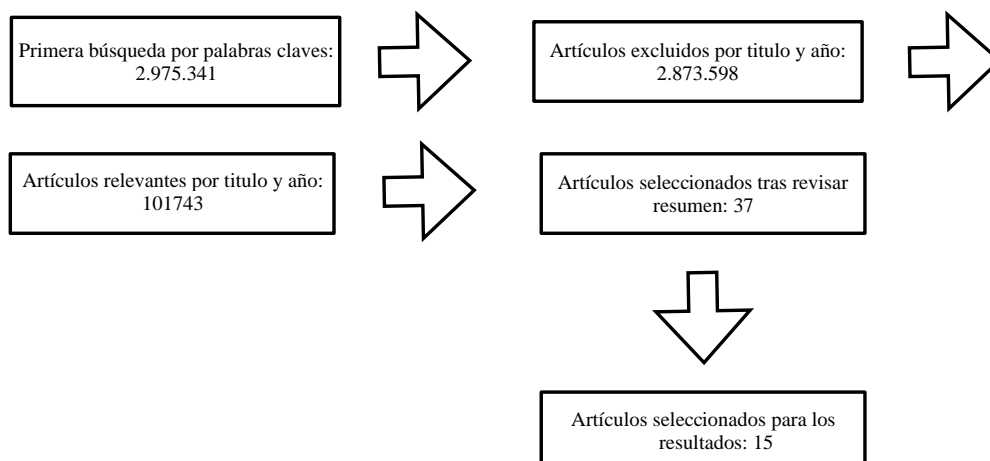 Primera búsqueda por palabras claves:
2.975.341
Artículos excluidos por titulo y año:
2.873.598
Artículos relevantes por titulo y año:
101743
Artículos seleccionados tras revisar
resumen: 37
Artículos seleccionados para los
resultados: 15